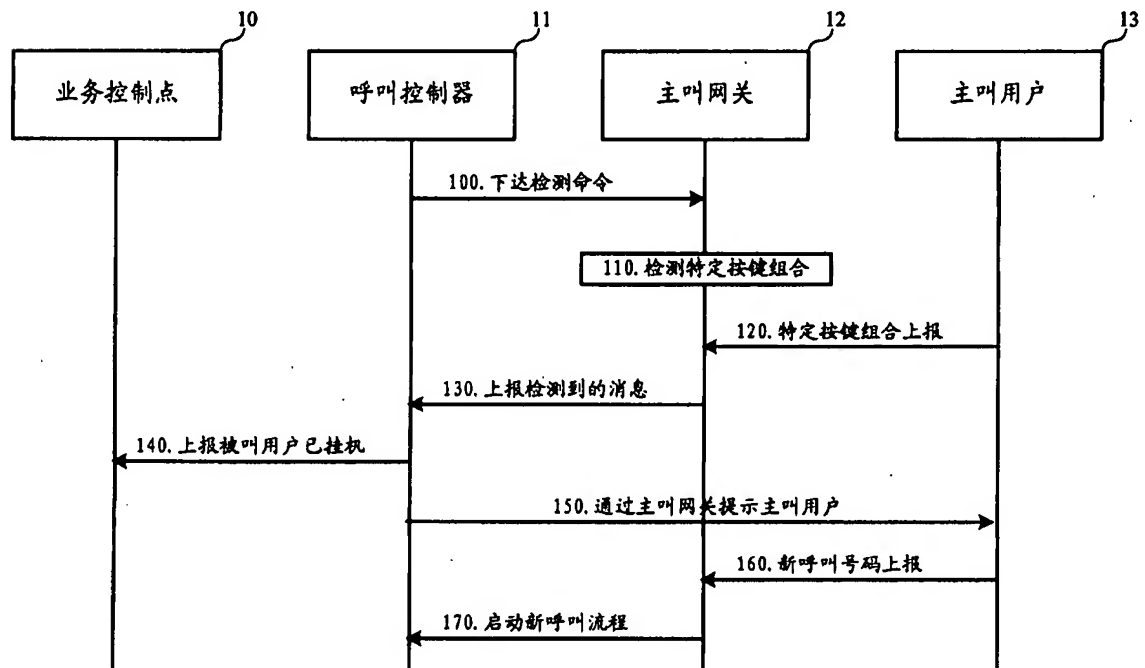 10
11
12
13
业务控制点
呼叫控制器
主叫网关
主叫用户
100.下达检测命令
110.检测特定按键组合
120.特定按键组合上报
130.上报检测到的消息
140.上报被叫用户已挂机
150.通过主叫网关提示主叫用户
160.新呼叫号码上报
170.启动新呼叫流程